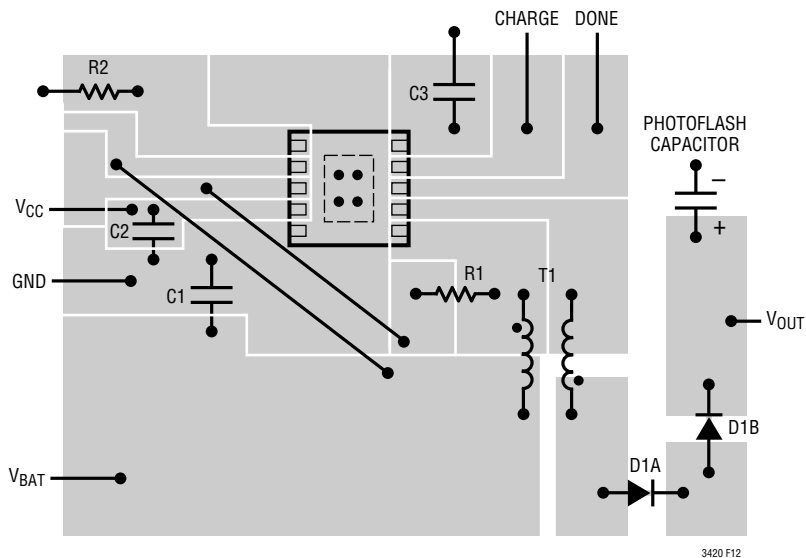 CHARGE DONE
R2
C3
PHOTOFLASH
CAPACITOR
–
+
VCC
C2
GND
C1
R1
T1
VOUT
D1B
D1A
VBAT
3420 F12